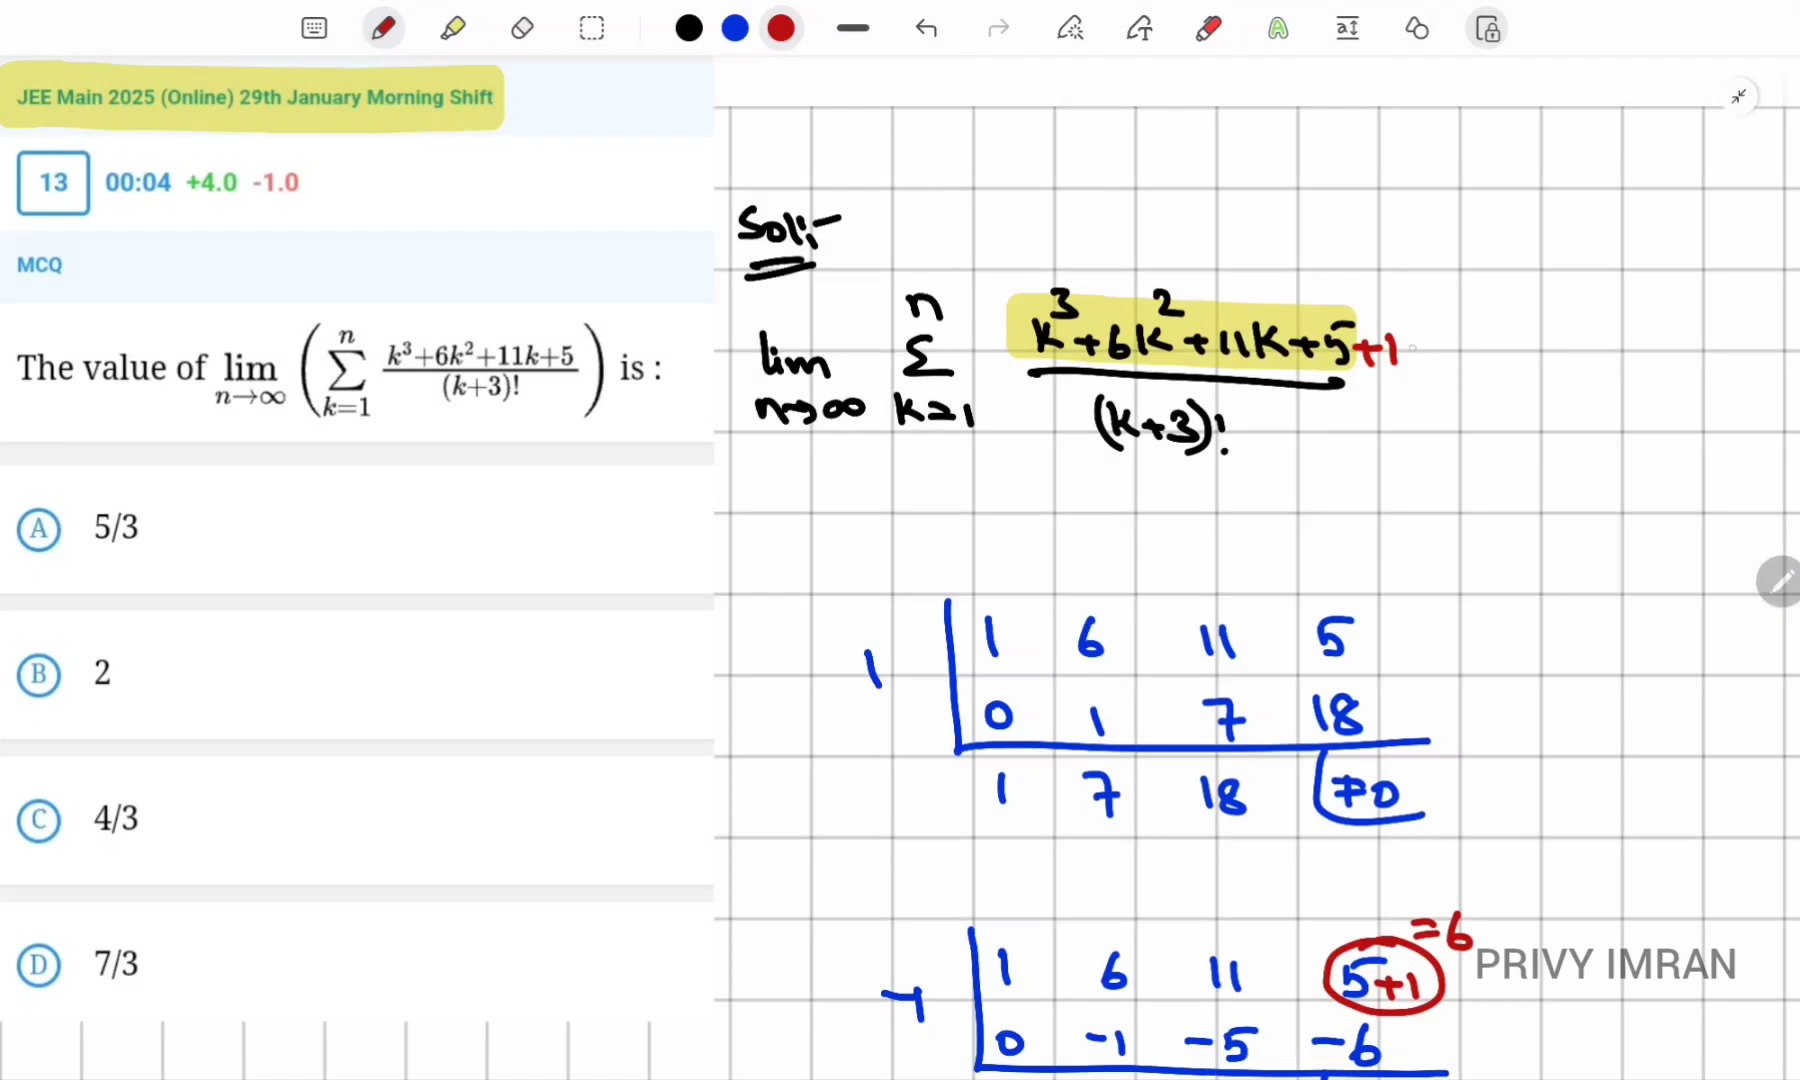 JEE Main 2025 (Online) 29th January Morning Shift
13 00:04 +4.0 -1.0
MCQ
The value of lim n→∞ ( n ∑ k=1 k³+6k²+11k+5 / (k+3)! ) is :
A 5/3
B 2
C 4/3
D 7/3
Sol:-
lim n→∞ n Σ k=1 k³+6k²+11k+5+1 / (k+3)!
1 | 1 6 11 5
0 1 7 18
1 7 18 ≠0
-1 | 1 6 11 5+1 =6
0 -1 -5 -6
PRIVY IMRAN